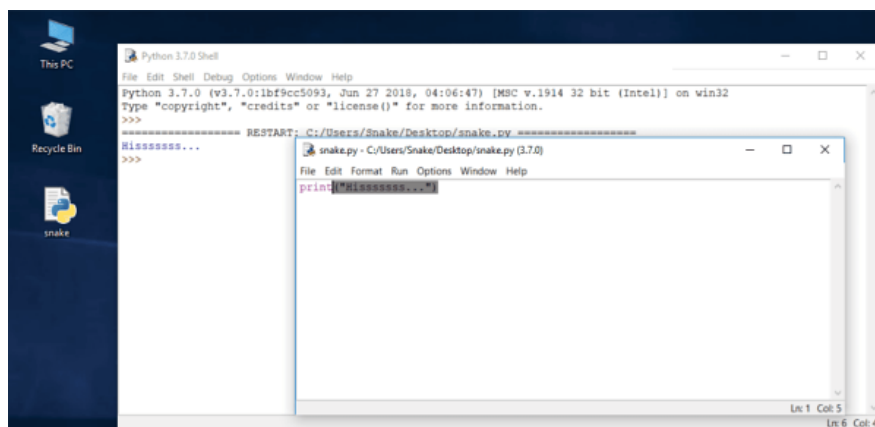 This PC
Recycle Bin
snake
Python 3.7.0 Shell
File Edit Shell Debug Options Window Help
Python 3.7.0 (v3.7.0:1bf9cc5093, Jun 27 2018, 04:06:47) [MSC v.1914 32 bit (Intel)] on win32
Type "copyright", "credits" or "license()" for more information.
>>>
================== RESTART: C:/Users/Snake/Desktop/snake.py ==================
Hisssssss...
>>>
snake.py - C:/Users/Snake/Desktop/snake.py (3.7.0)
File Edit Format Run Options Window Help
print("Hisssssss...")
Ln: 1 Col: 5
Ln: 6 Col: 4